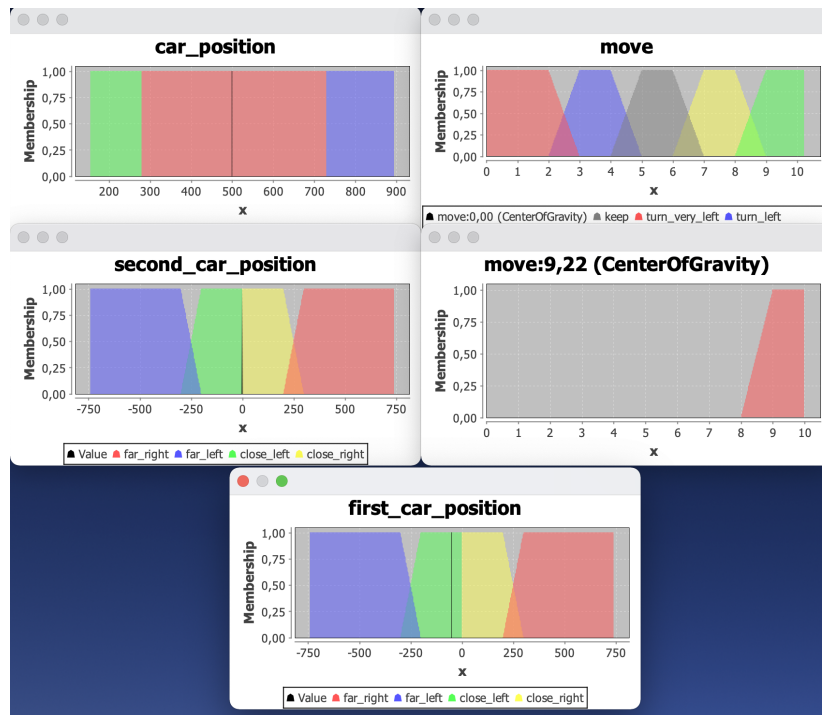 car_position
1,00
0,75
0,50
0,25
0,00
Membership
200 300 400 500 600 700 800 900
x
move
1,00
0,75
0,50
0,25
0,00
Membership
0 1 2 3 4 5 6 7 8 9 10
x
move:0,00 (CenterOfGravity) keep turn_very_left turn_left
second_car_position
1,00
0,75
0,50
0,25
0,00
Membership
-750 -500 -250 0 250 500 750
x
Value far_right far_left close_left close_right
move:9,22 (CenterOfGravity)
1,00
0,75
0,50
0,25
0,00
Membership
0 1 2 3 4 5 6 7 8 9 10
x
first_car_position
1,00
0,75
0,50
0,25
0,00
Membership
-750 -500 -250 0 250 500 750
x
Value far_right far_left close_left close_right